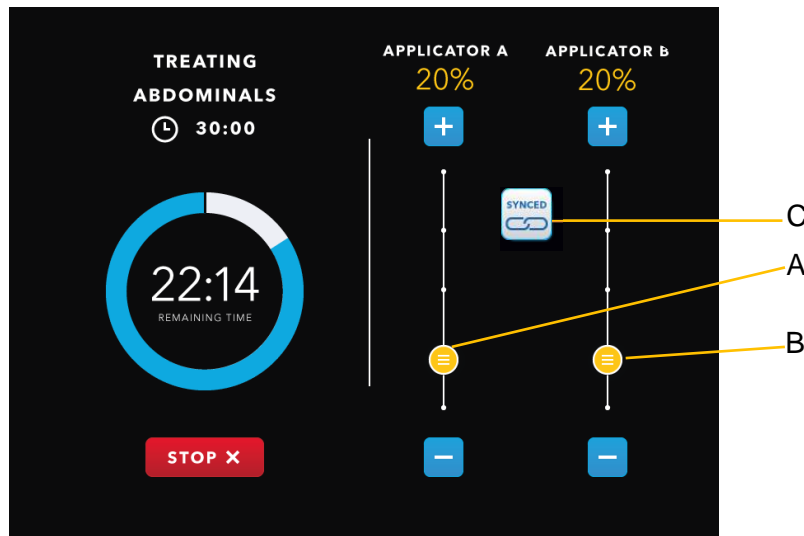 TREATING
ABDOMINALS
30:00
22:14
REMAINING TIME
STOP X
APPLICATOR A
20%
+
−
APPLICATOR B
20%
+
−
SYNCED
C
A
B